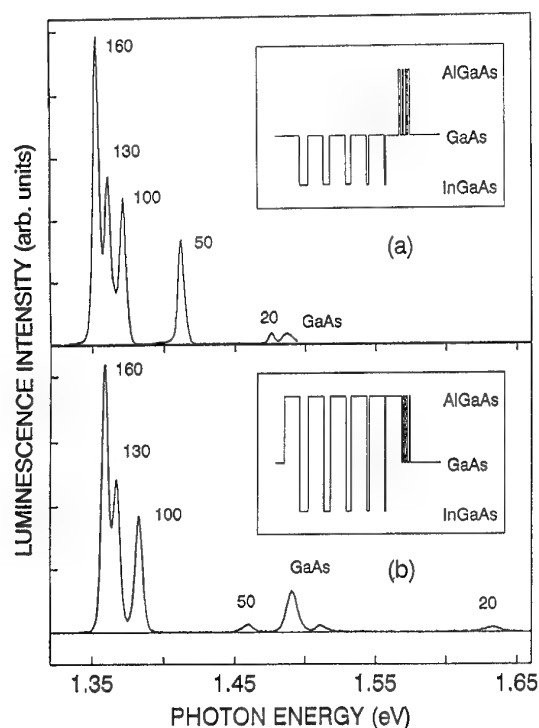 160
130
100
50
20 GaAs
AlGaAs
GaAs
InGaAs
(a)
160
130
100
50
GaAs
20
AlGaAs
GaAs
InGaAs
(b)
LUMINESCENCE INTENSITY (arb. units)
1.35 1.45 1.55 1.65
PHOTON ENERGY (eV)